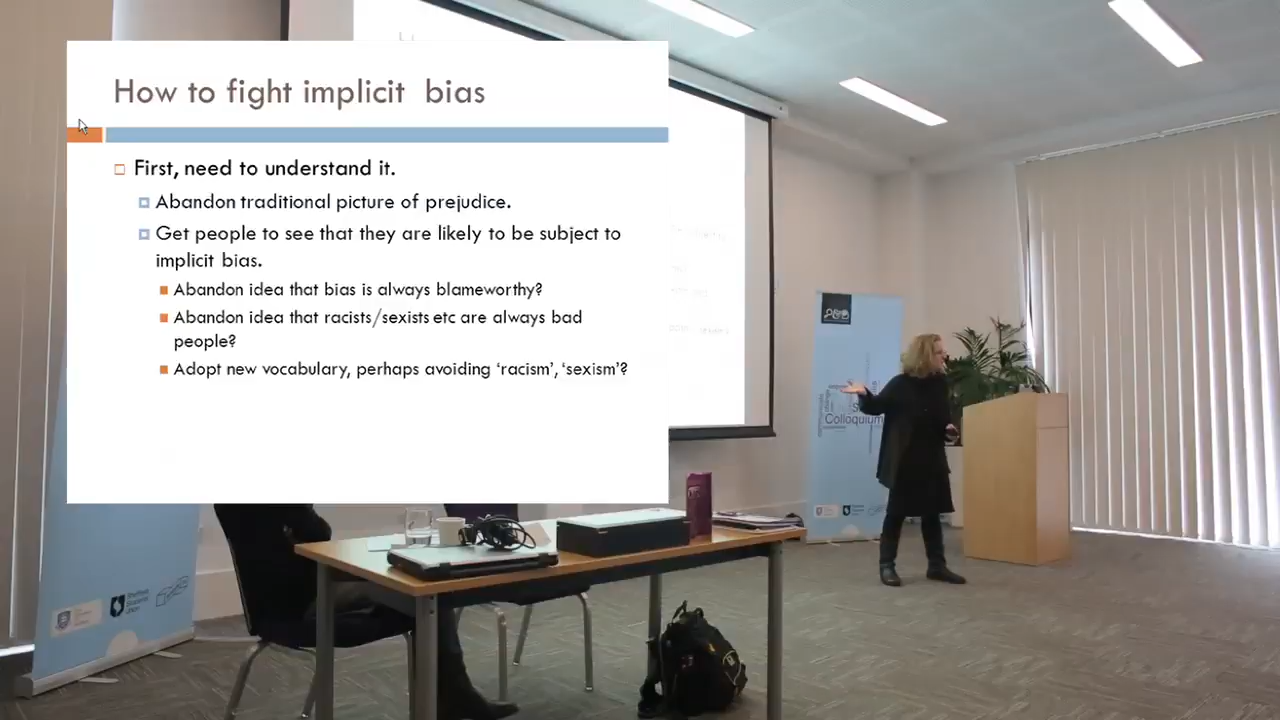 How to fight implicit bias
First, need to understand it.
Abandon traditional picture of prejudice.
Get people to see that they are likely to be subject to
implicit bias.
Abandon idea that bias is always blameworthy?
Abandon idea that racists/sexists etc are always bad
people?
Adopt new vocabulary, perhaps avoiding ‘racism’, ‘sexism’?
Colloquium